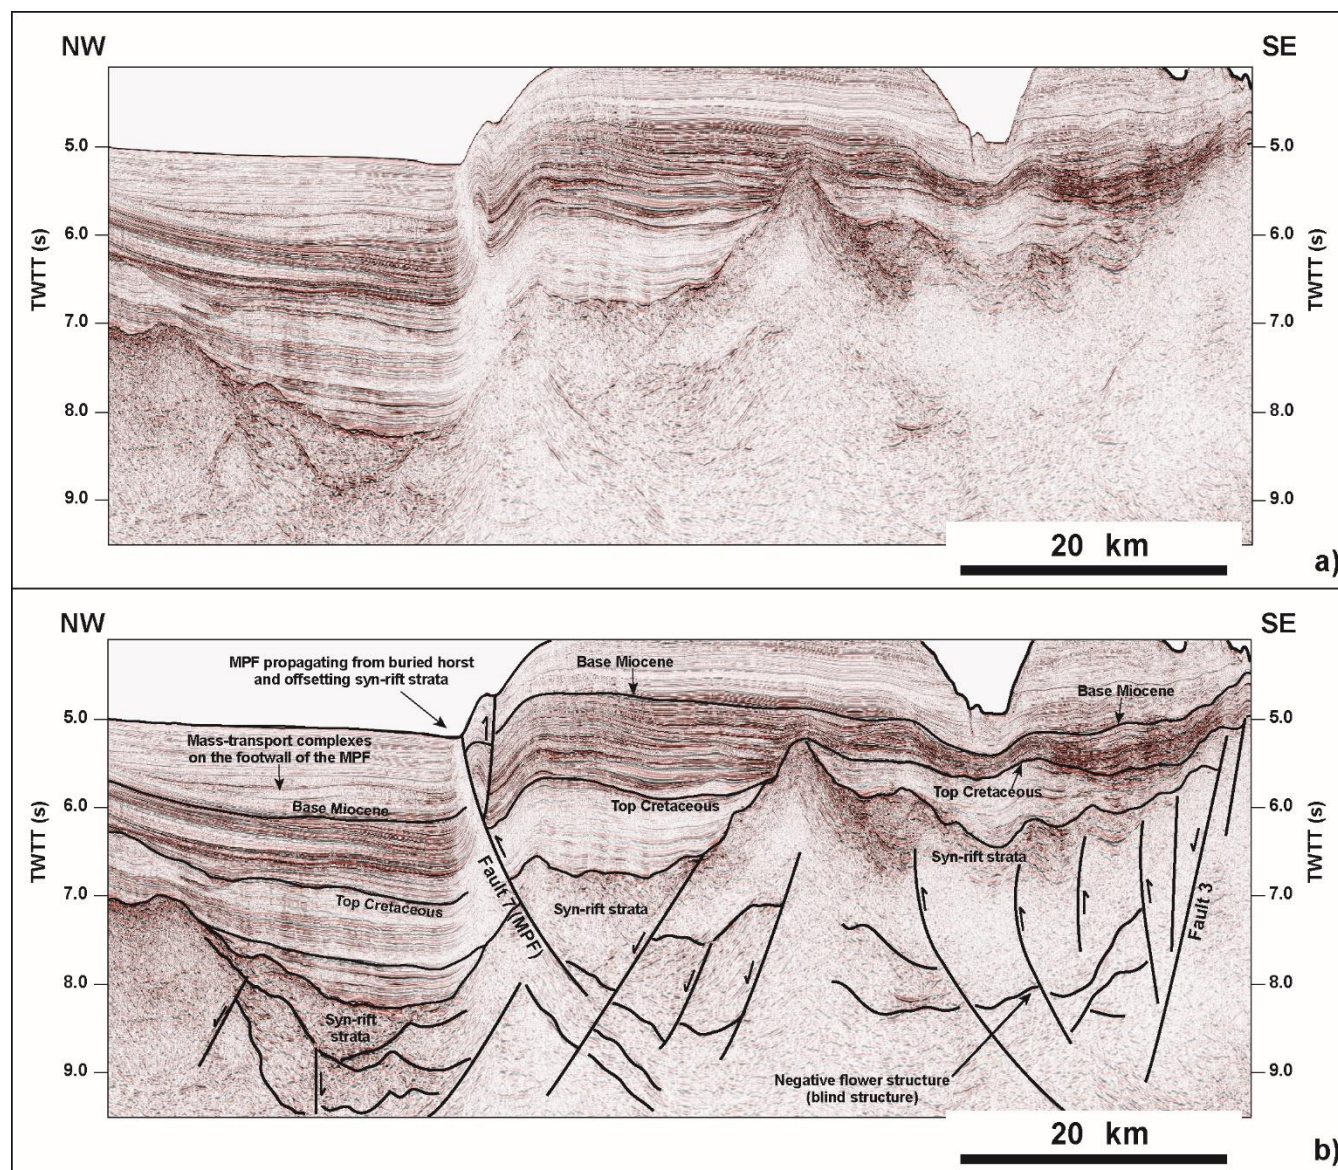 NW
SE
5.0
5.0
6.0
6.0
TWTT (s)
TWTT (s)
7.0
7.0
8.0
8.0
9.0
9.0
20 km
a)
NW
SE
MPF propagating from buried horst
and offsetting syn-rift strata
Base Miocene
Base Miocene
5.0
5.0
Mass-transport complexes
on the footwall of the MPF
Base Miocene
Top Cretaceous
Top Cretaceous
6.0
6.0
TWTT (s)
TWTT (s)
Syn-rift strata
Fault 7 (MPF)
Top Cretaceous
Syn-rift strata
Fault 3
7.0
7.0
8.0
8.0
Syn-rift
strata
9.0
9.0
Negative flower structure
(blind structure)
20 km
b)